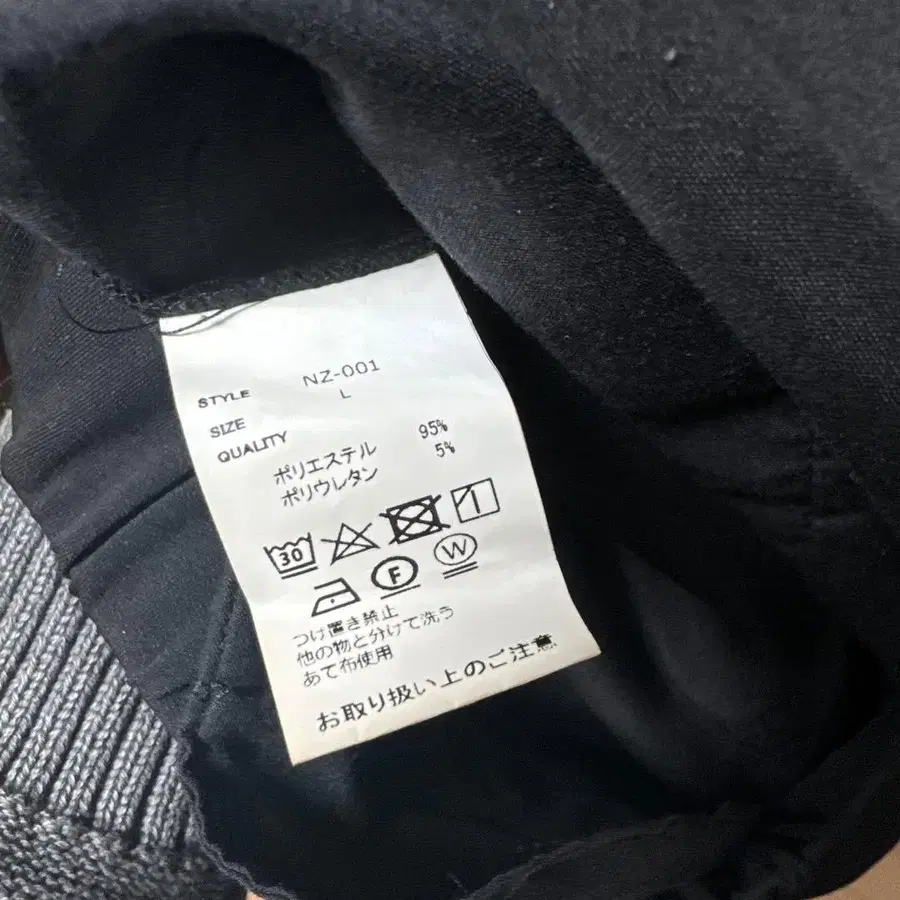 STYLE NZ-001
SIZE L
QUALITY
ポリエステル 95%
ポリウレタン 5%
30
F W
つけ置き禁止
他の物と分けて洗う
あて布使用
お取り扱い上のご注意